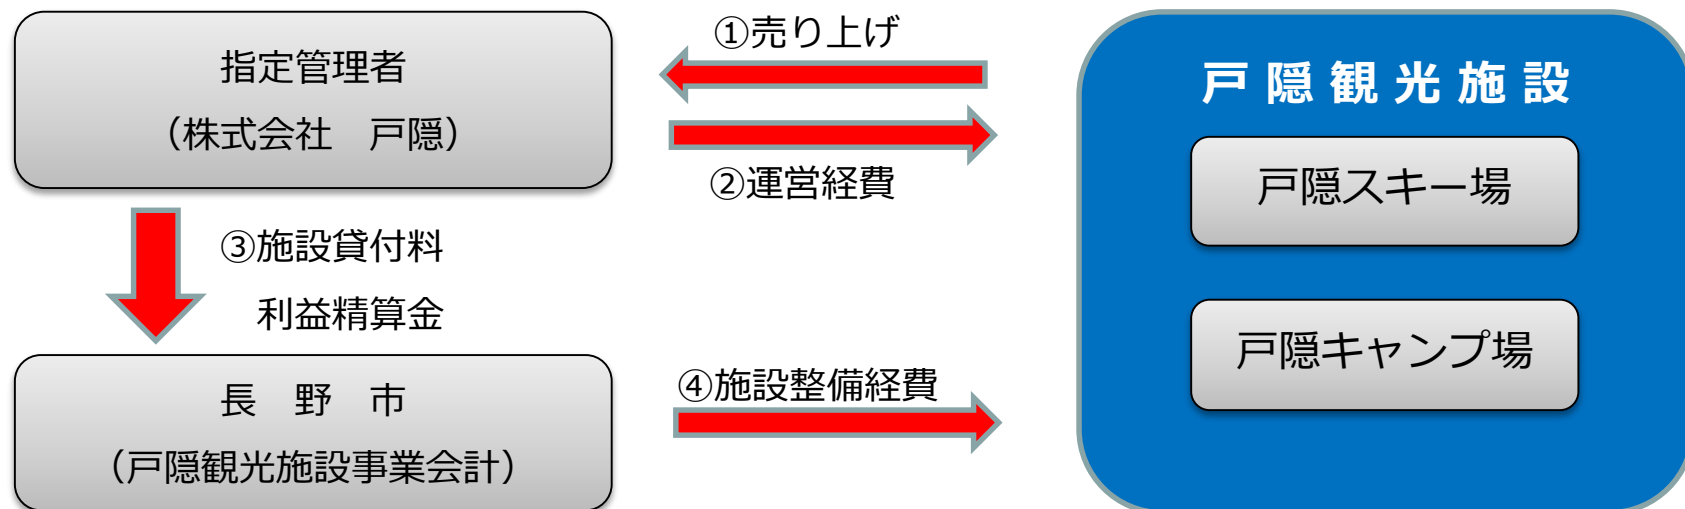 指定管理者
（株式会社　戸隠）
①売り上げ
②運営経費
③施設貸付料
利益精算金
長　野　市
（戸隠観光施設事業会計）
④施設整備経費
戸隠観光施設
戸隠スキー場
戸隠キャンプ場